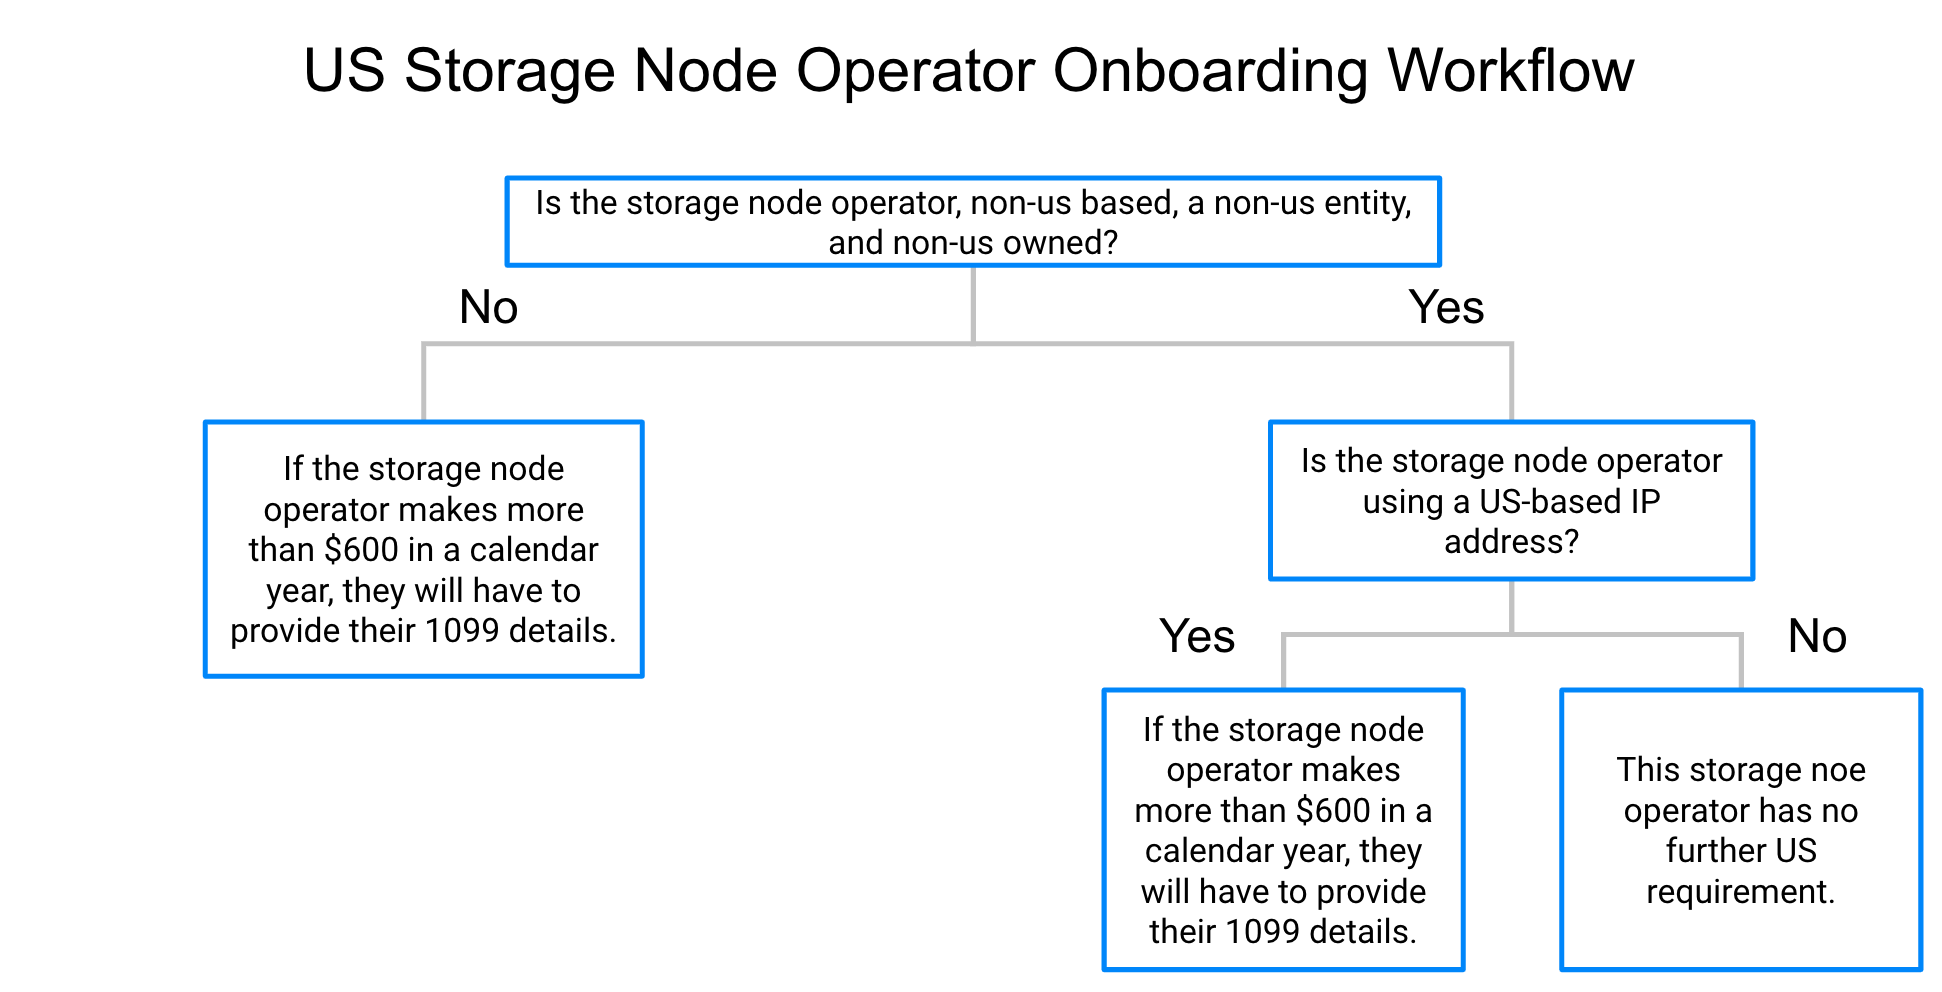 US Storage Node Operator Onboarding Workflow
Is the storage node operator, non-us based, a non-us entity,
and non-us owned?
No
Yes
If the storage node
operator makes more
than $600 in a calendar
year, they will have to
provide their 1099 details.
Is the storage node operator
using a US-based IP
address?
Yes
No
If the storage node
operator makes
more than $600 in a
calendar year, they
will have to provide
their 1099 details.
This storage noe
operator has no
further US
requirement.